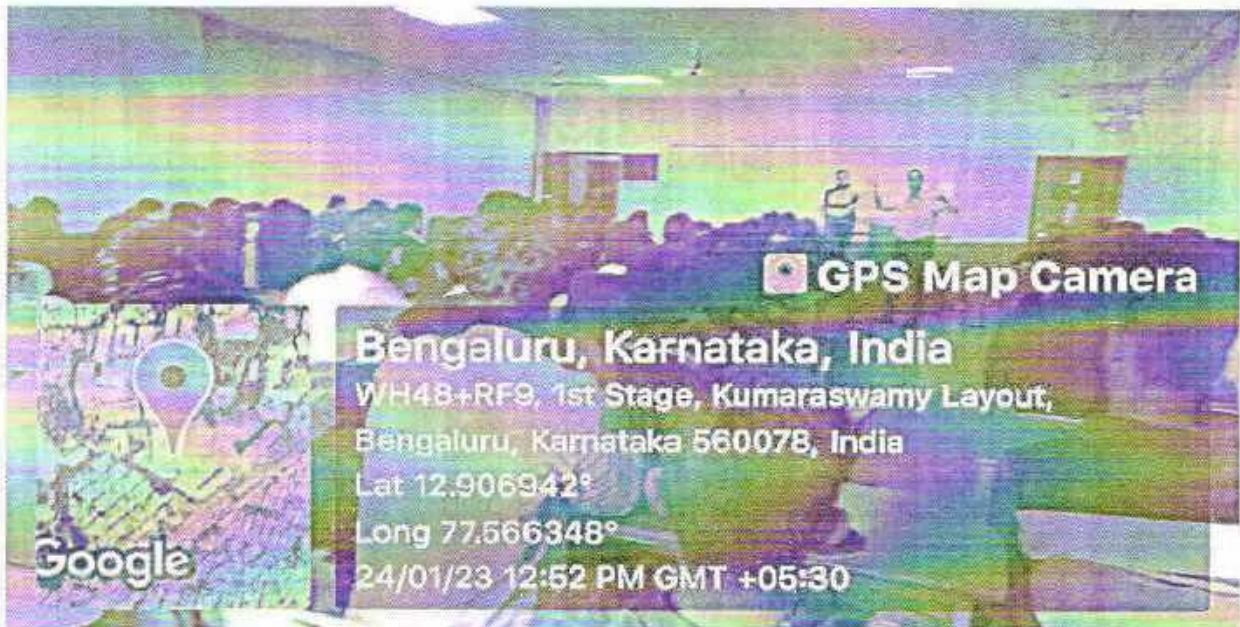 GPS Map Camera
Bengaluru, Karnataka, India
WH48+RF9, 1st Stage, Kumaraswamy Layout,
Bengaluru, Karnataka 560078, India
Lat 12.906942°
Long 77.566348°
24/01/23 12:52 PM GMT +05:30
Google